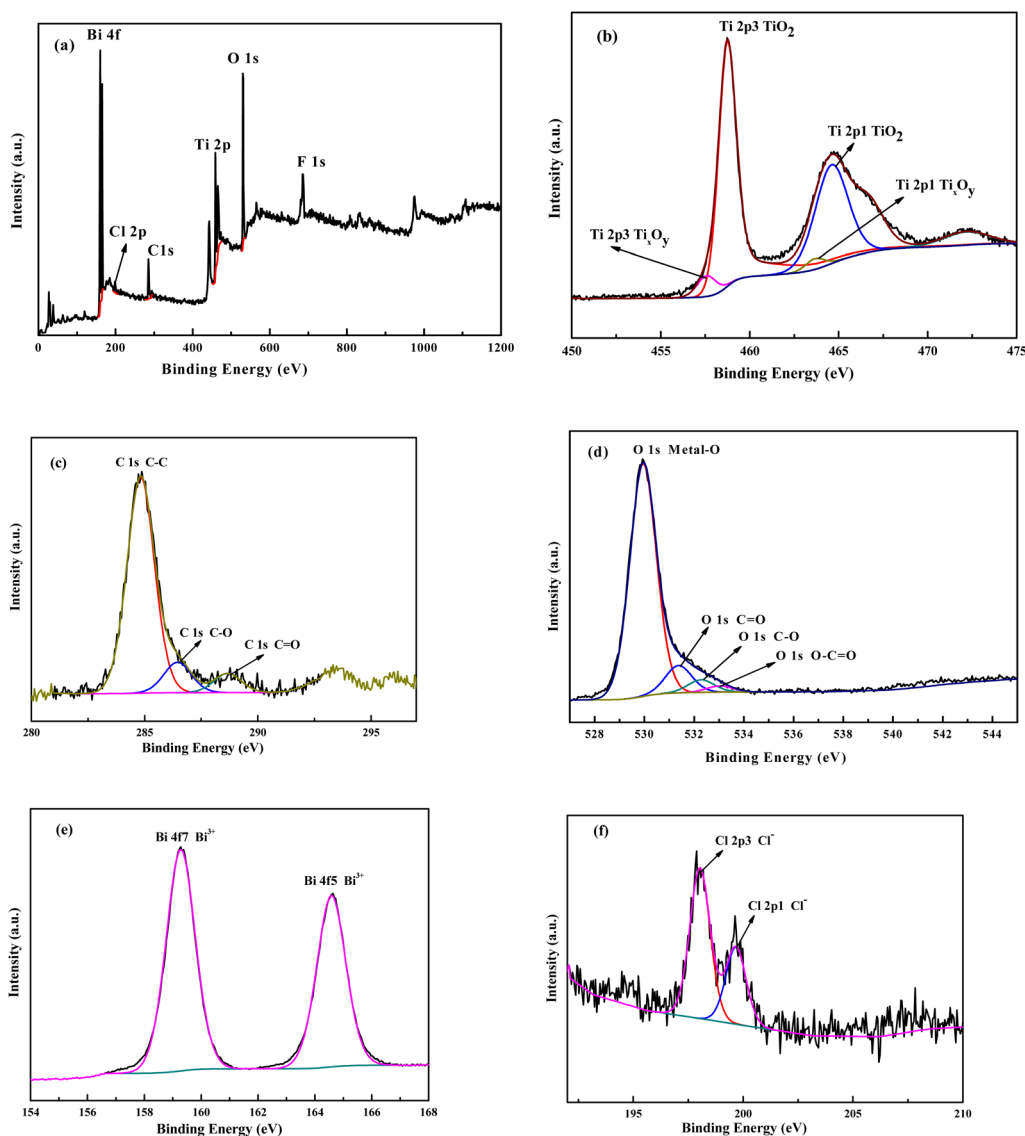 (a)
Bi 4f
O 1s
Ti 2p
F 1s
Cl 2p
C1s
Intensity (a.u.)
0 200 400 600 800 1000 1200
Binding Energy (eV)
(b)
Ti 2p3 TiO2
Ti 2p1 TiO2
Ti 2p1 TixOy
Ti 2p3 TixOy
Intensity (a.u.)
450 455 460 465 470 475
Binding Energy (eV)
(c)
C 1s C-C
C 1s C-O
C 1s C=O
Intensity (a.u.)
280 285 290 295
Binding Energy (eV)
(d)
O 1s Metal-O
O 1s C=O
O 1s C-O
O 1s O-C=O
Intensity (a.u.)
528 530 532 534 536 538 540 542 544
Binding Energy (eV)
(e)
Bi 4f7 Bi3+
Bi 4f5 Bi3+
Intensity (a.u.)
154 156 158 160 162 164 166 168
Binding Energy (eV)
(f)
Cl 2p3 Cl-
Cl 2p1 Cl-
Intensity (a.u.)
195 200 205 210
Binding Energy (eV)